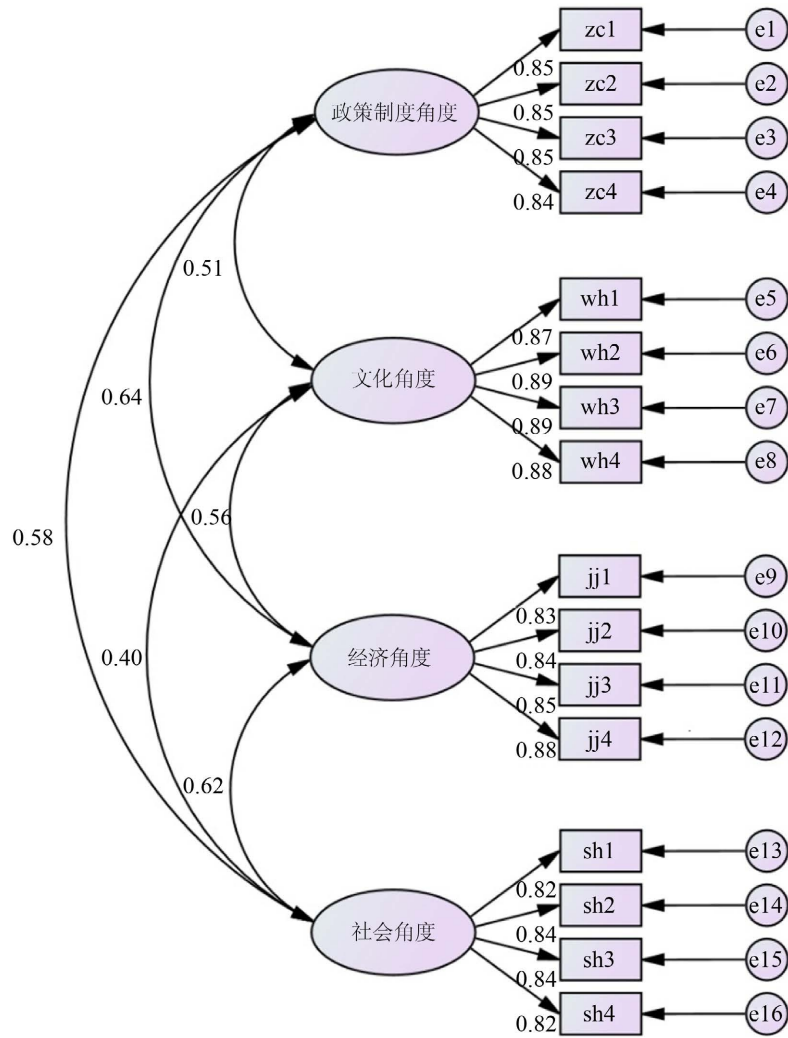 zc1
e1
0.85
zc2
e2
0.85
zc3
e3
0.85
zc4
e4
0.84
政策制度角度
0.51
wh1
e5
0.87
wh2
e6
0.89
wh3
e7
0.89
wh4
e8
0.88
文化角度
0.64
0.56
0.58
jj1
e9
0.83
jj2
e10
0.84
jj3
e11
0.85
jj4
e12
0.88
经济角度
0.40
0.62
sh1
e13
0.82
sh2
e14
0.84
sh3
e15
0.84
sh4
e16
0.82
社会角度